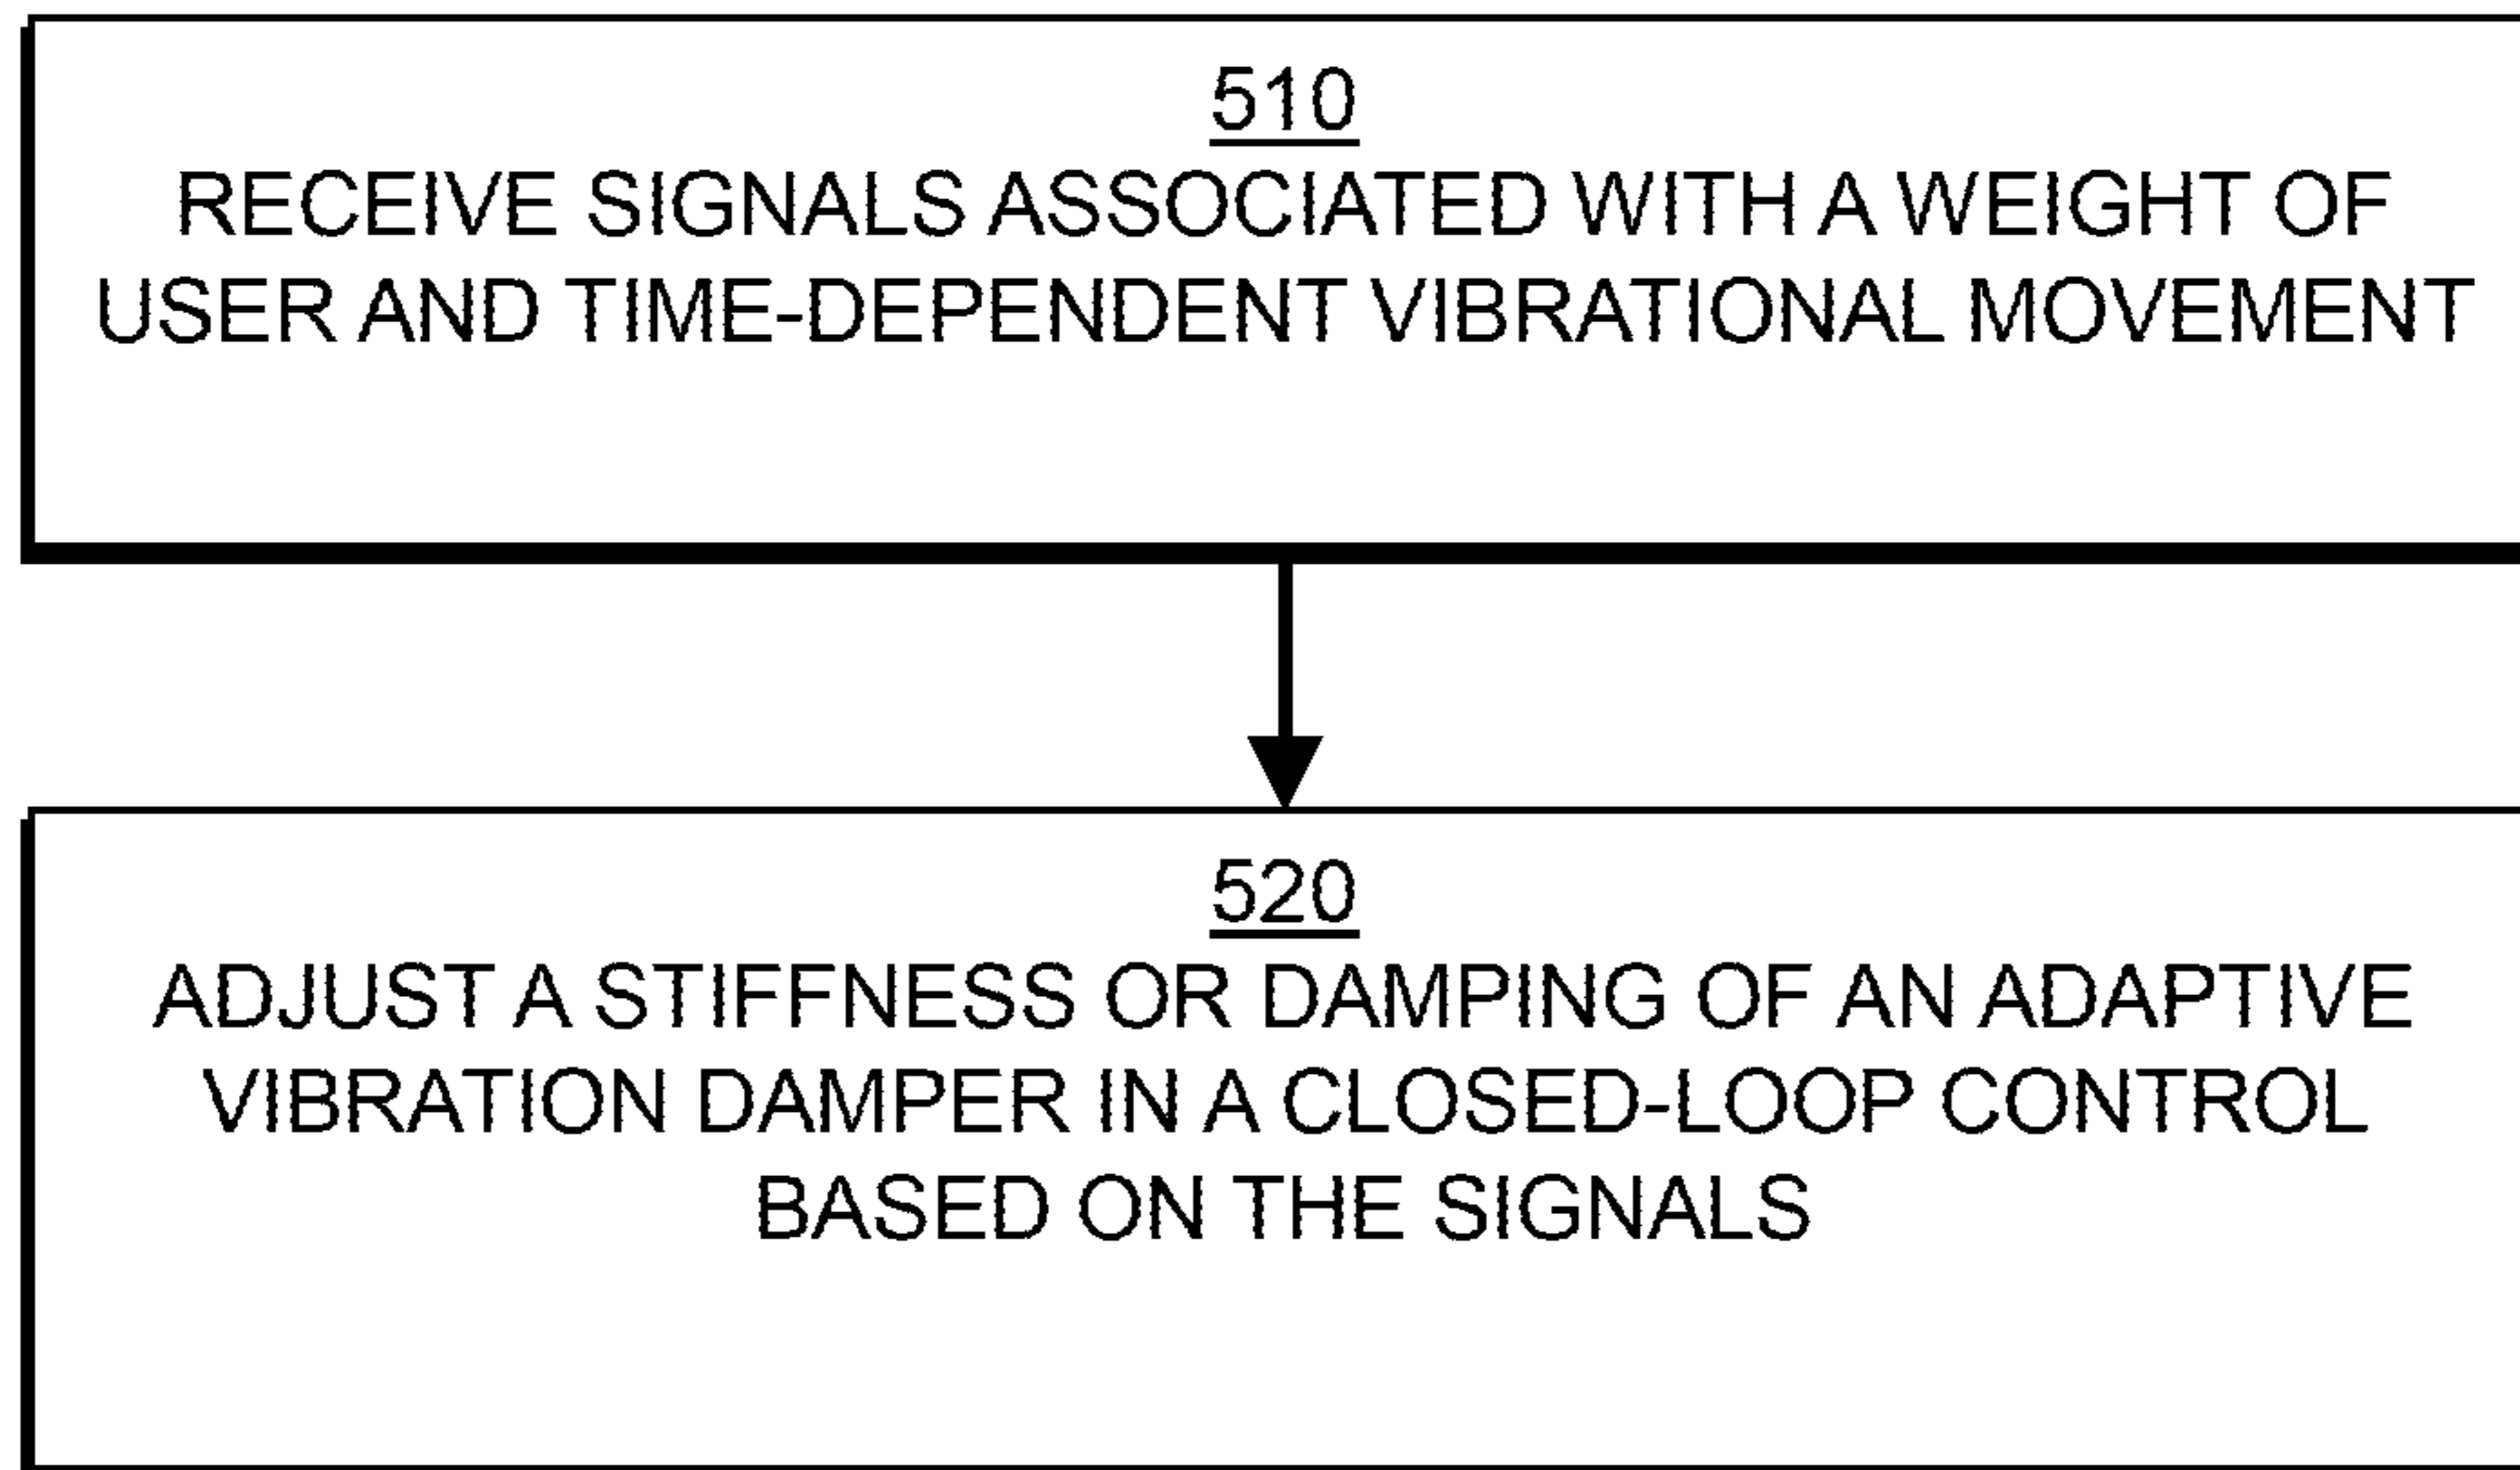 510
RECEIVE SIGNALS ASSOCIATED WITH A WEIGHT OF
USER AND TIME-DEPENDENT VIBRATIONAL MOVEMENT
520
ADJUST A STIFFNESS OR DAMPING OF AN ADAPTIVE
VIBRATION DAMPER IN A CLOSED-LOOP CONTROL
BASED ON THE SIGNALS